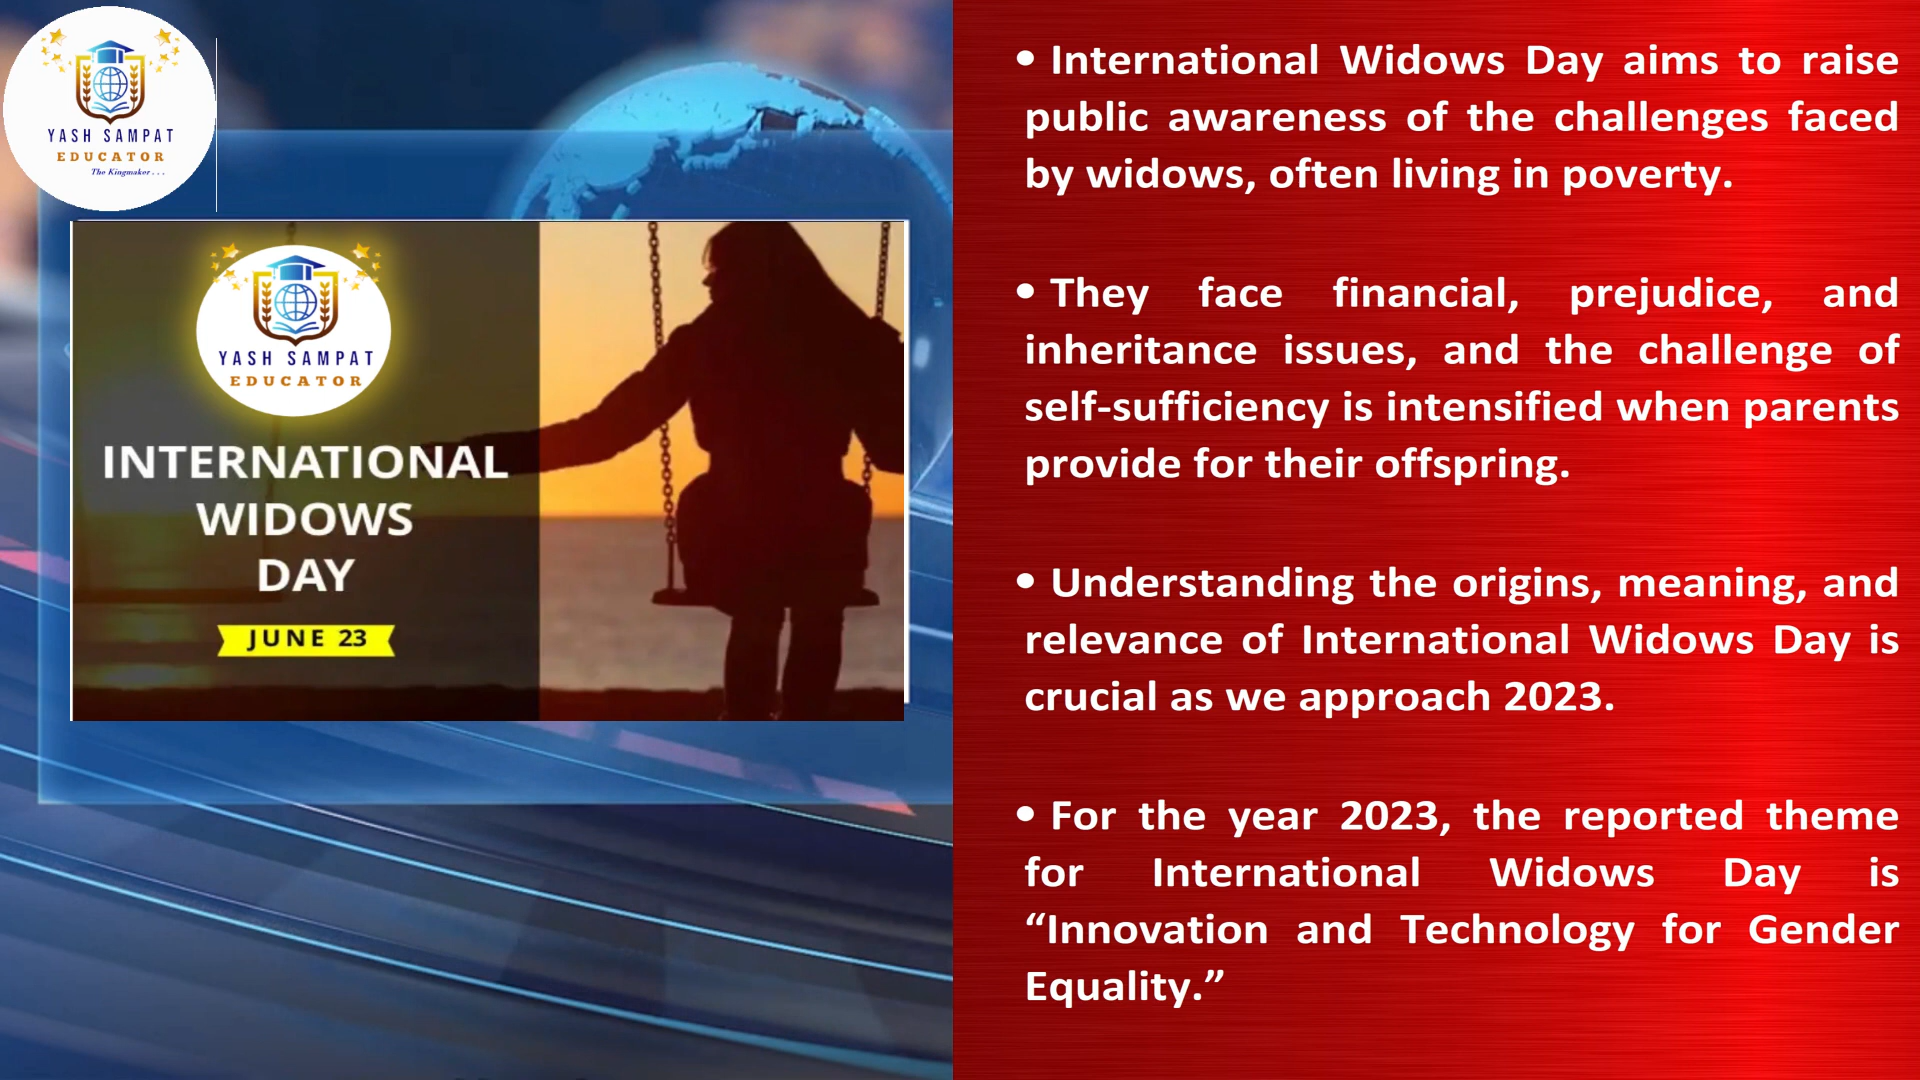 YASH SAMPAT
EDUCATOR
The Kingmaker . . .
YASH SAMPAT
EDUCATOR
INTERNATIONAL
WIDOWS
DAY
JUNE 23
• International Widows Day aims to raise
public awareness of the challenges faced
by widows, often living in poverty.
• They face financial, prejudice, and
inheritance issues, and the challenge of
self-sufficiency is intensified when parents
provide for their offspring.
• Understanding the origins, meaning, and
relevance of International Widows Day is
crucial as we approach 2023.
• For the year 2023, the reported theme
for International Widows Day is
“Innovation and Technology for Gender
Equality.”